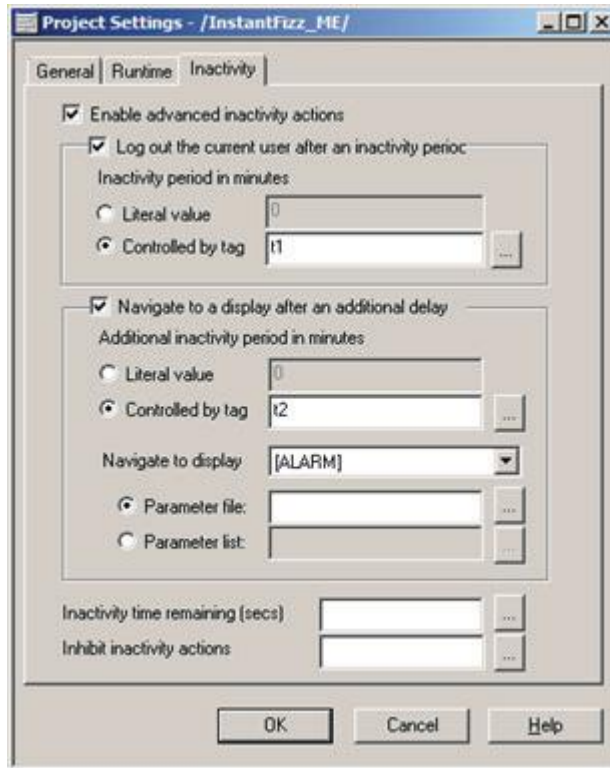 Project Settings - /InstantFizz_ME/
General Runtime Inactivity
Enable advanced inactivity actions
Log out the current user after an inactivity perioc
Inactivity period in minutes
Literal value 0
Controlled by tag t1 ...
Navigate to a display after an additional delay
Additional inactivity period in minutes
Literal value 0
Controlled by tag t2 ...
Navigate to display [ALARM]
Parameter file: ...
Parameter list: ...
Inactivity time remaining (secs) ...
Inhibit inactivity actions ...
OK Cancel Help